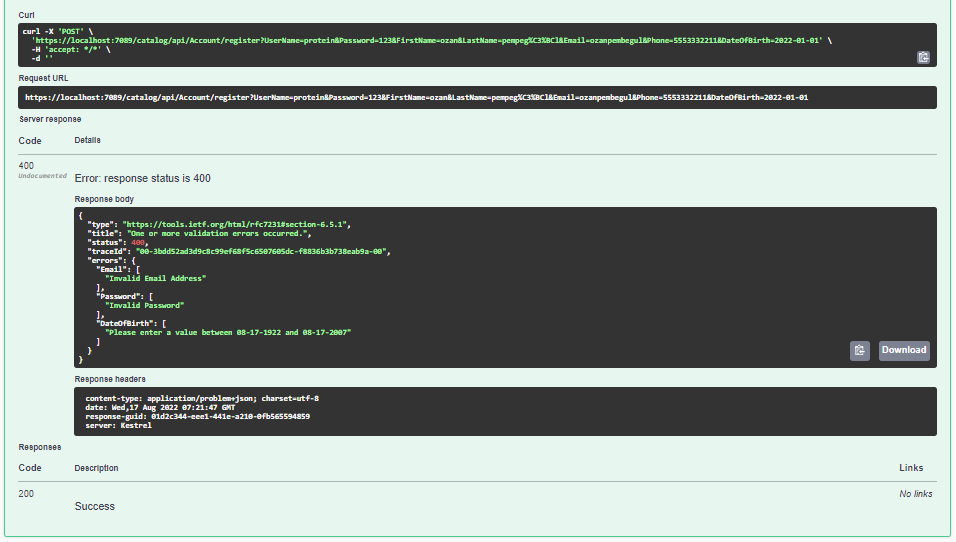 Curl
curl -X 'POST' \
'https://localhost:7089/catalog/api/Account/register?UserName=protein&Password=123&FirstName=ozan&LastName=pempeg%C3%BCl&Email=ozanpembegul&Phone=5553332211&DateOfBirth=2022-01-01' \
-H 'accept: */*' \
-d ''
Request URL
https://localhost:7089/catalog/api/Account/register?UserName=protein&Password=123&FirstName=ozan&LastName=pempeg%C3%BCl&Email=ozanpembegul&Phone=5553332211&DateOfBirth=2022-01-01
Server response
Code Details
400
Undocumented
Error: response status is 400
Response body
{
"type": "https://tools.ietf.org/html/rfc7231#section-6.5.1",
"title": "One or more validation errors occurred.",
"status": 400,
"traceId": "00-3bdd52ad3d9c8c99ef68f5c6507605dc-f8836b3b738eab9a-00",
"errors": {
"Email": [
"Invalid Email Address"
],
"Password": [
"Invalid Password"
],
"DateOfBirth": [
"Please enter a value between 08-17-1922 and 08-17-2007"
]
}
}
Download
Response headers
content-type: application/problem+json; charset=utf-8
date: Wed,17 Aug 2022 07:21:47 GMT
response-guid: 01d2c344-eee1-441e-a210-0fb565594859
server: Kestrel
Responses
Code Description Links
200
Success
No links